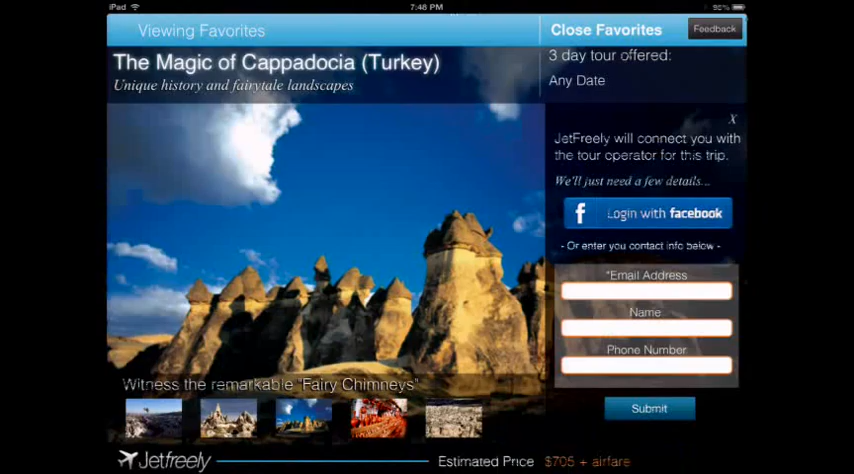 iPad
7:46 PM
Viewing Favorites
Close Favorites
Feedback
The Magic of Cappadocia (Turkey)
Unique history and fairytale landscapes
3 day tour offered:
Any Date
X
JetFreely will connect you with
the tour operator for this trip.
We'll just need a few details...
f Login with facebook
- Or enter you contact info below -
*Email Address
Name
Phone Number
Submit
Witness the remarkable "Fairy Chimneys"
Jetfreely
Estimated Price $705 + airfare